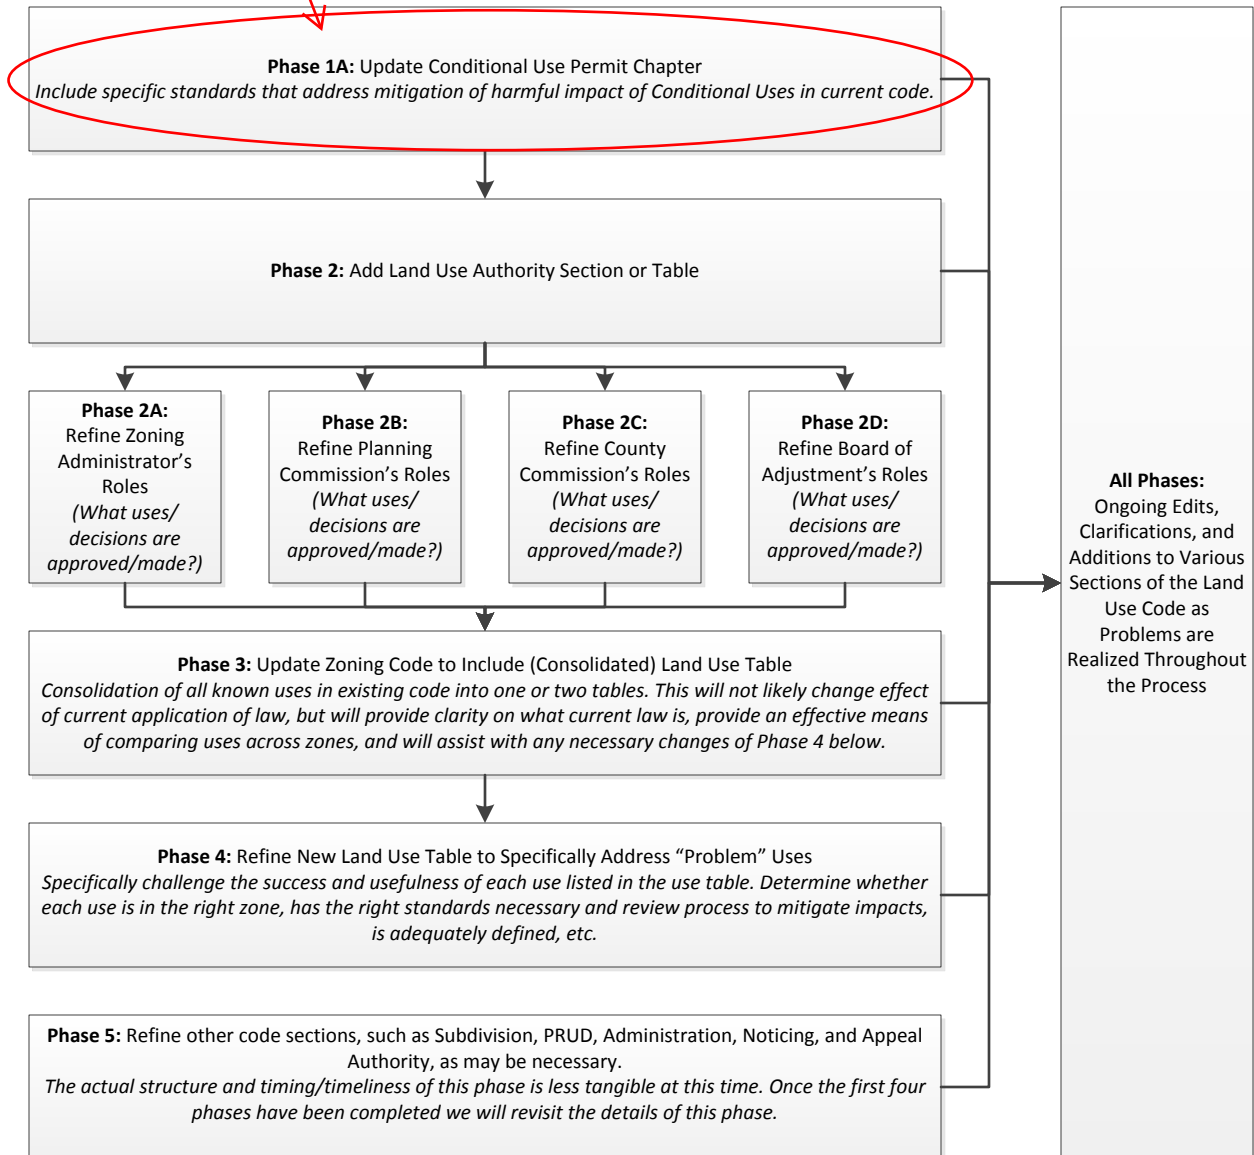 Phase 1A: Update Conditional Use Permit Chapter
Include specific standards that address mitigation of harmful impact of Conditional Uses in current code.
Phase 2: Add Land Use Authority Section or Table
Phase 2A:
Refine Zoning
Administrator’s
Roles
(What uses/
decisions are
approved/made?)
Phase 2B:
Refine Planning
Commission’s Roles
(What uses/
decisions are
approved/made?)
Phase 2C:
Refine County
Commission’s Roles
(What uses/
decisions are
approved/made?)
Phase 2D:
Refine Board of
Adjustment’s Roles
(What uses/
decisions are
approved/made?)
Phase 3: Update Zoning Code to Include (Consolidated) Land Use Table
Consolidation of all known uses in existing code into one or two tables. This will not likely change effect
of current application of law, but will provide clarity on what current law is, provide an effective means
of comparing uses across zones, and will assist with any necessary changes of Phase 4 below.
Phase 4: Refine New Land Use Table to Specifically Address “Problem” Uses
Specifically challenge the success and usefulness of each use listed in the use table. Determine whether
each use is in the right zone, has the right standards necessary and review process to mitigate impacts,
is adequately defined, etc.
Phase 5: Refine other code sections, such as Subdivision, PRUD, Administration, Noticing, and Appeal
Authority, as may be necessary.
The actual structure and timing/timeliness of this phase is less tangible at this time. Once the first four
phases have been completed we will revisit the details of this phase.
All Phases:
Ongoing Edits,
Clarifications, and
Additions to Various
Sections of the Land
Use Code as
Problems are
Realized Throughout
the Process